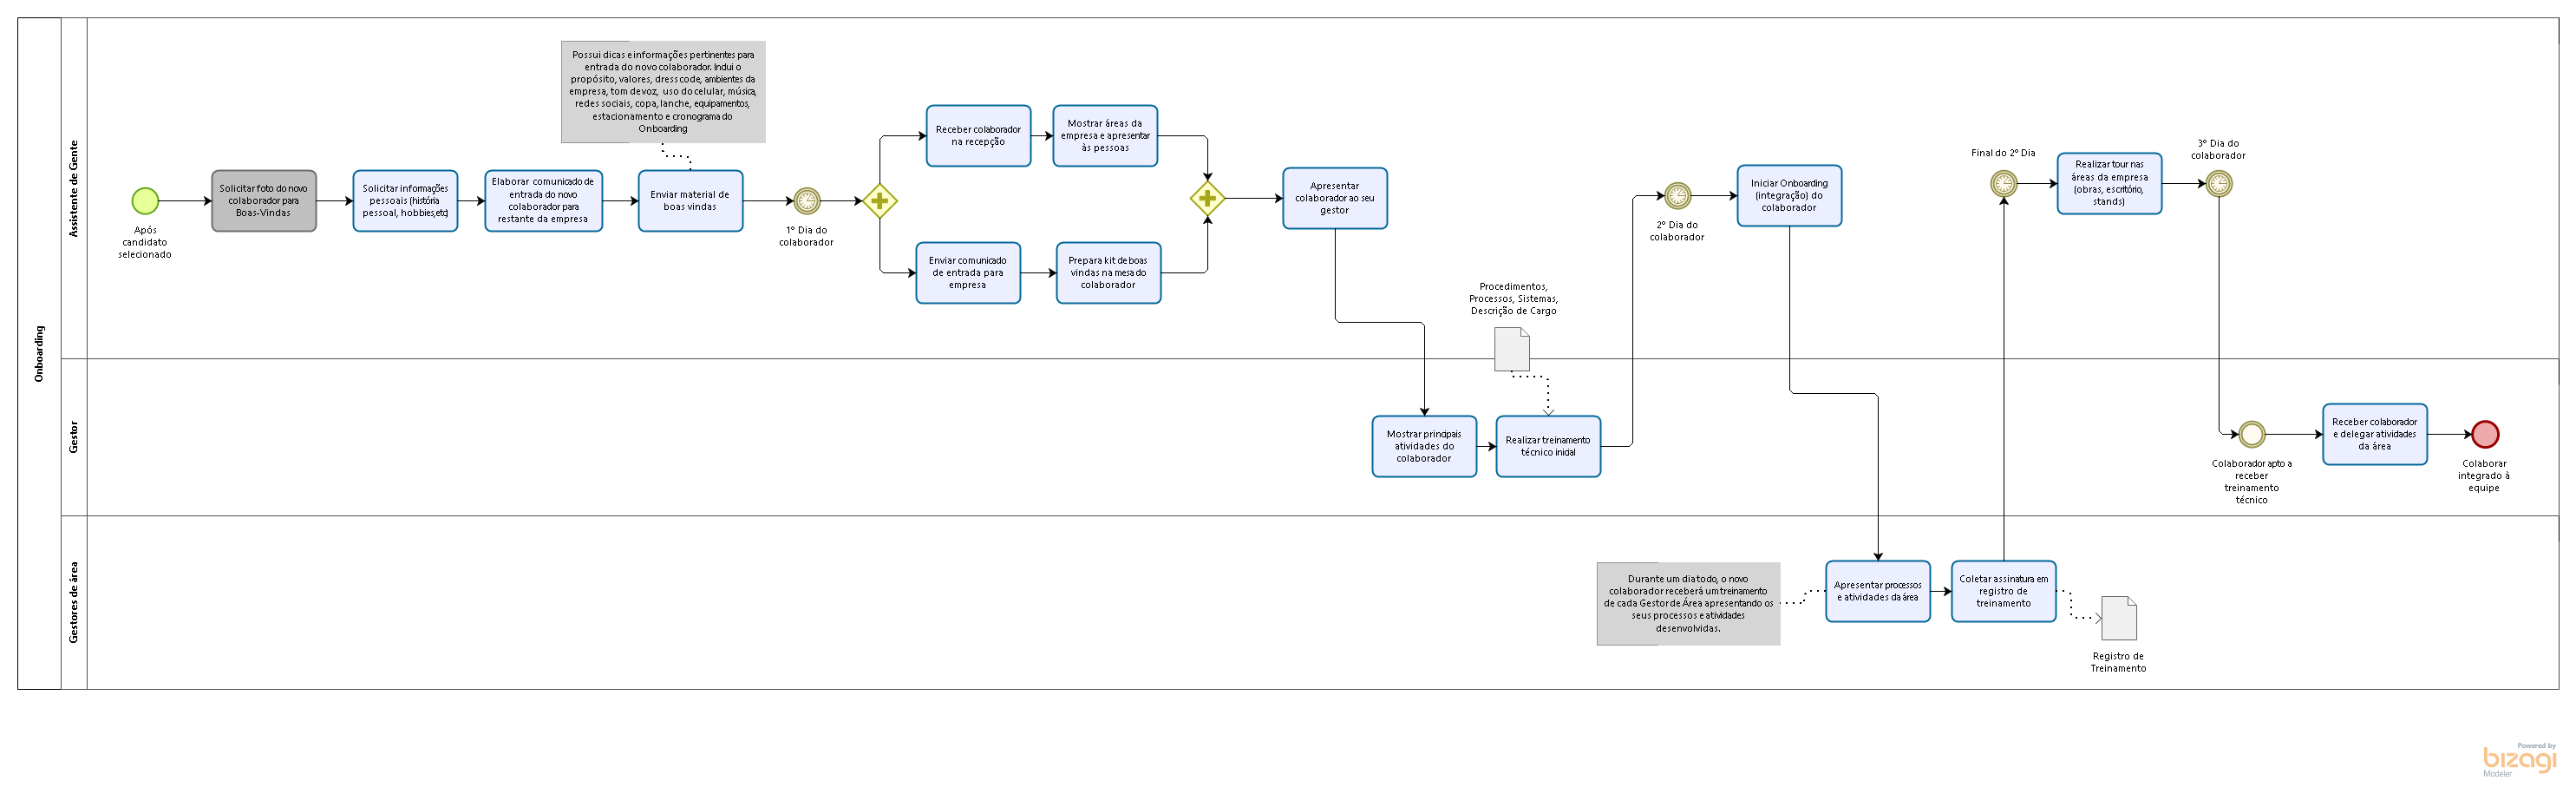 Onboarding
Assistente de Gente
Gestor
Gestores de área
Após
candidato
selecionado
Solicitar foto do novo
colaborador para
Boas-Vindas
Solicitar informações
pessoais (história
pessoal, hobbies,etc)
Elaborar comunicado de
entrada do novo
colaborador para
restante da empresa
Possui dicas e informações pertinentes para
entrada do novo colaborador. Indui o
propósito, valores, dress code, ambientes da
empresa, tom de voz, uso do celular, música,
redes sociais, copa, lanche, equipamentos,
estacionamento e cronograma do
Onboarding
Enviar material de
boas vindas
1º Dia do
colaborador
Receber colaborador
na recepção
Mostrar áreas da
empresa e apresentar
às pessoas
Enviar comunicado
de entrada para
empresa
Prepara kit de boas
vindas na mesa do
colaborador
Apresentar
colaborador ao seu
gestor
Mostrar principais
atividades do
colaborador
Procedimentos,
Processos, Sistemas,
Descrição de Cargo
Realizar treinamento
técnico inicial
2º Dia do
colaborador
Iniciar Onboarding
(integração) do
colaborador
Durante um dia todo, o novo
colaborador receberá um treinamento
de cada Gestor de Área apresentando os
seus processos e atividades
desenvolvidas.
Apresentar processos
e atividades da área
Coletar assinatura em
registro de
treinamento
Registro de
Treinamento
Final do 2º Dia
Realizar tour nas
áreas da empresa
(obras, escritório,
stands)
3º Dia do
colaborador
Colaborador apto a
receber
treinamento
técnico
Receber colaborador
e delegar atividades
da área
Colaborar
integrado à
equipe
Powered by
bizagi
Modeler